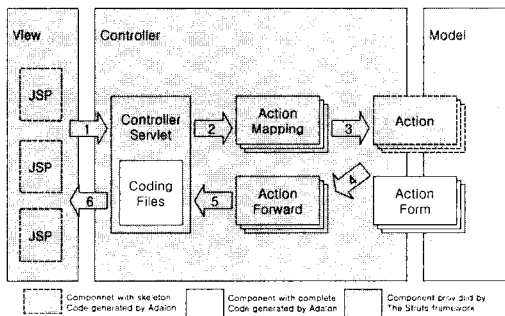 View
Controller
Model
JSP
JSP
JSP
1
Controller
Servlet
2
Action
Mapping
3
Action
Coding
Files
6
5
Action
Forward
4
Action
Form
Componnet with skeleton
Code generated by Adaion
Component with complete
Code generated by Adaion
Component provided by
The Struts framework